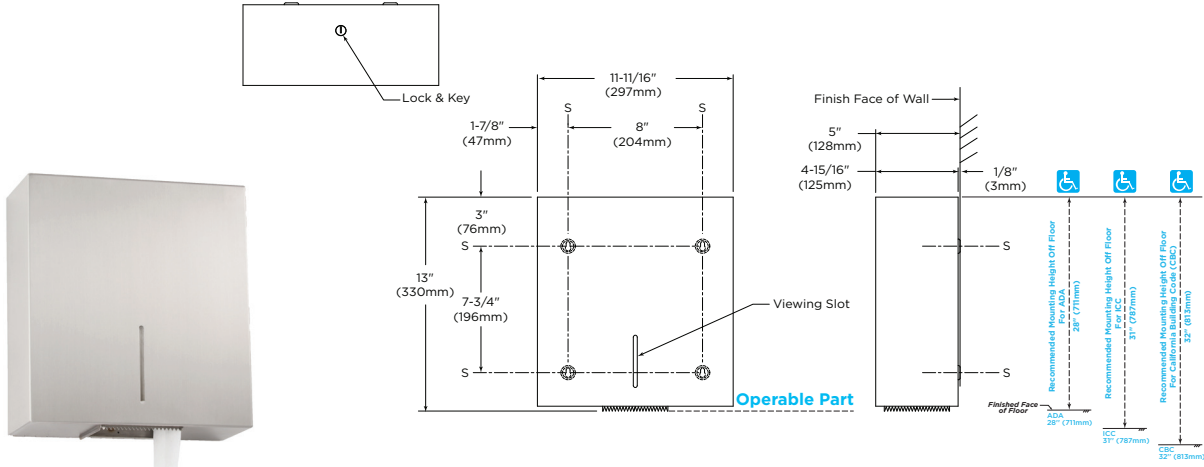 Lock & Key
11-11/16"
(297mm)
S
S
1-7/8"
(47mm)
8"
(204mm)
Finish Face of Wall
5"
(128mm)
4-15/16"
(125mm)
1/8"
(3mm)
3"
(76mm)
S
S
13"
(330mm)
7-3/4"
(196mm)
Viewing Slot
S
S
Operable Part
Recommended Mounting Height Off Floor
For ADA
28" (711mm)
Recommended Mounting Height Off Floor
For ICC
31" (787mm)
Recommended Mounting Height Off Floor
For California Building Code (CBC)
32" (813mm)
Finished Face
of Floor
ADA
28" (711mm)
ICC
31" (787mm)
CBC
32" (813mm)